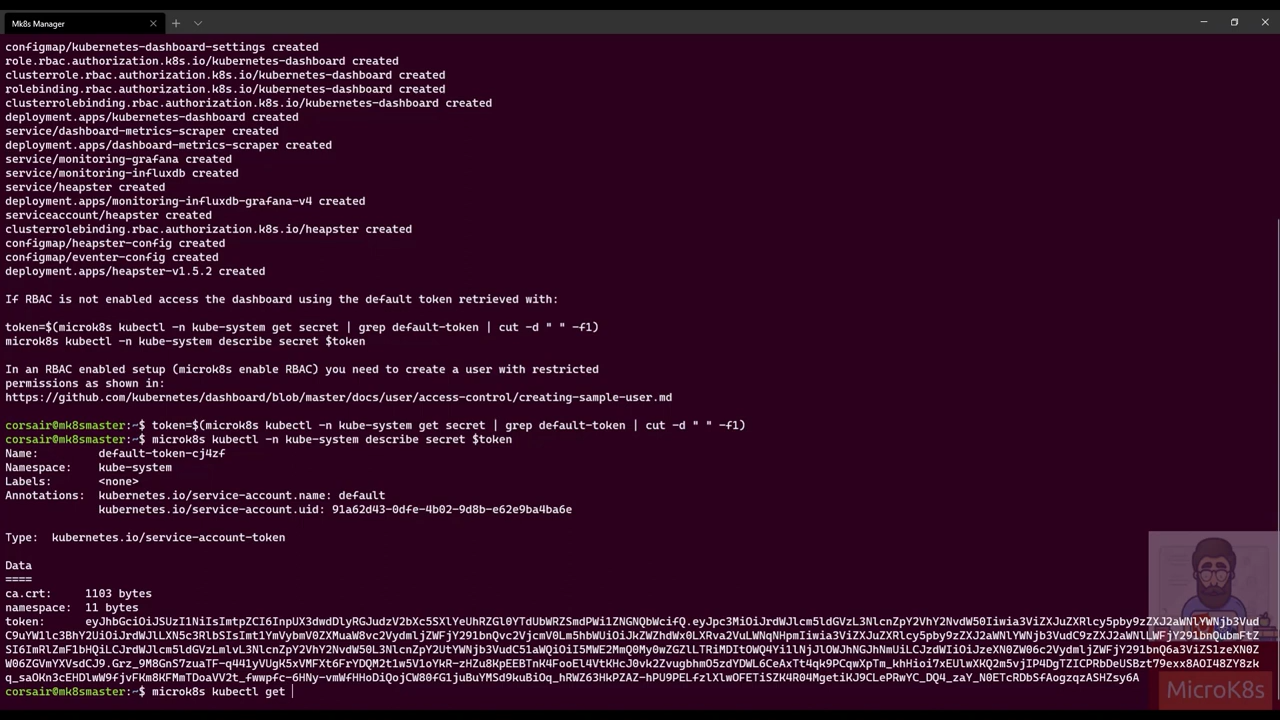 Mk8s Manager
configmap/kubernetes-dashboard-settings created
role.rbac.authorization.k8s.io/kubernetes-dashboard created
clusterrole.rbac.authorization.k8s.io/kubernetes-dashboard created
rolebinding.rbac.authorization.k8s.io/kubernetes-dashboard created
clusterrolebinding.rbac.authorization.k8s.io/kubernetes-dashboard created
deployment.apps/kubernetes-dashboard created
service/dashboard-metrics-scraper created
deployment.apps/dashboard-metrics-scraper created
service/monitoring-grafana created
service/monitoring-influxdb created
service/heapster created
deployment.apps/monitoring-influxdb-grafana-v4 created
serviceaccount/heapster created
clusterrolebinding.rbac.authorization.k8s.io/heapster created
configmap/heapster-config created
configmap/eventer-config created
deployment.apps/heapster-v1.5.2 created
If RBAC is not enabled access the dashboard using the default token retrieved with:
token=$(microk8s kubectl -n kube-system get secret | grep default-token | cut -d " " -f1)
microk8s kubectl -n kube-system describe secret $token
In an RBAC enabled setup (microk8s enable RBAC) you need to create a user with restricted
permissions as shown in:
https://github.com/kubernetes/dashboard/blob/master/docs/user/access-control/creating-sample-user.md
corsair@mk8smaster:~$ token=$(microk8s kubectl -n kube-system get secret | grep default-token | cut -d " " -f1)
corsair@mk8smaster:~$ microk8s kubectl -n kube-system describe secret $token
Name: default-token-cj4zf
Namespace: kube-system
Labels: <none>
Annotations: kubernetes.io/service-account.name: default
kubernetes.io/service-account.uid: 91a62d43-0dfe-4b02-9d8b-e62e9ba4ba6e
Type: kubernetes.io/service-account-token
Data
====
ca.crt: 1103 bytes
namespace: 11 bytes
token:
corsair@mk8smaster:~$ microk8s kubectl get
MicroK8s